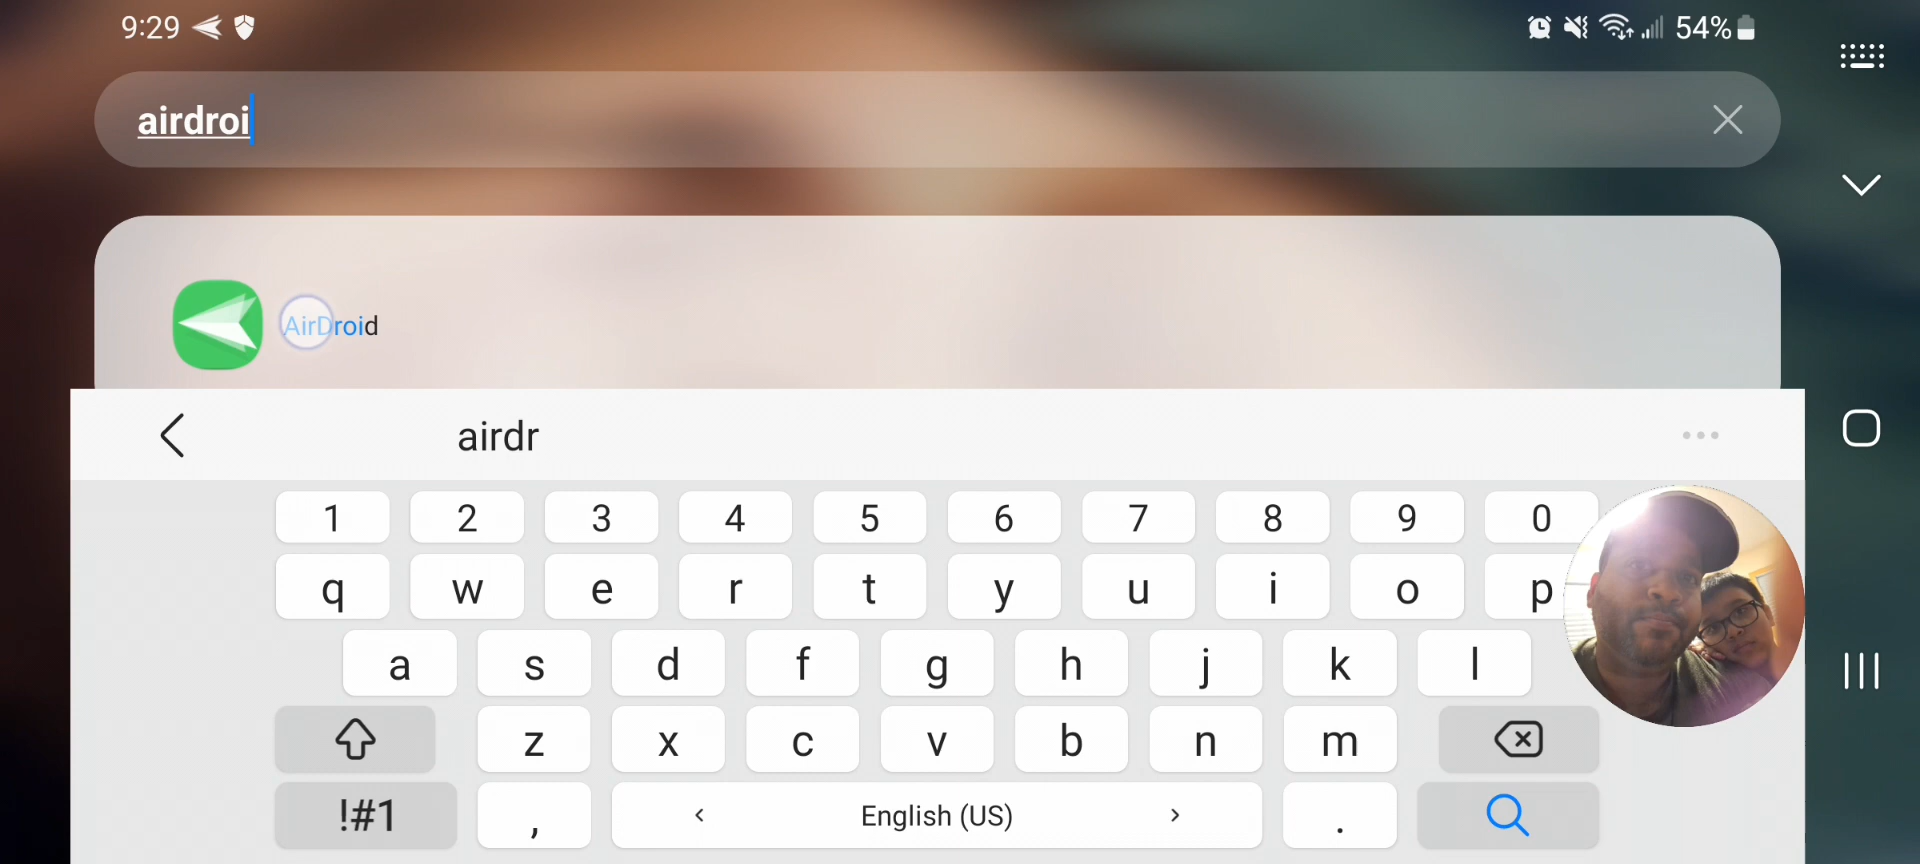 9:29 54%
airdroi
AirDroid
airdr
1 2 3 4 5 6 7 8 9 0
q w e r t y u i o p
a s d f g h j k l
z x c v b n m
!#1 , < English (US) > .